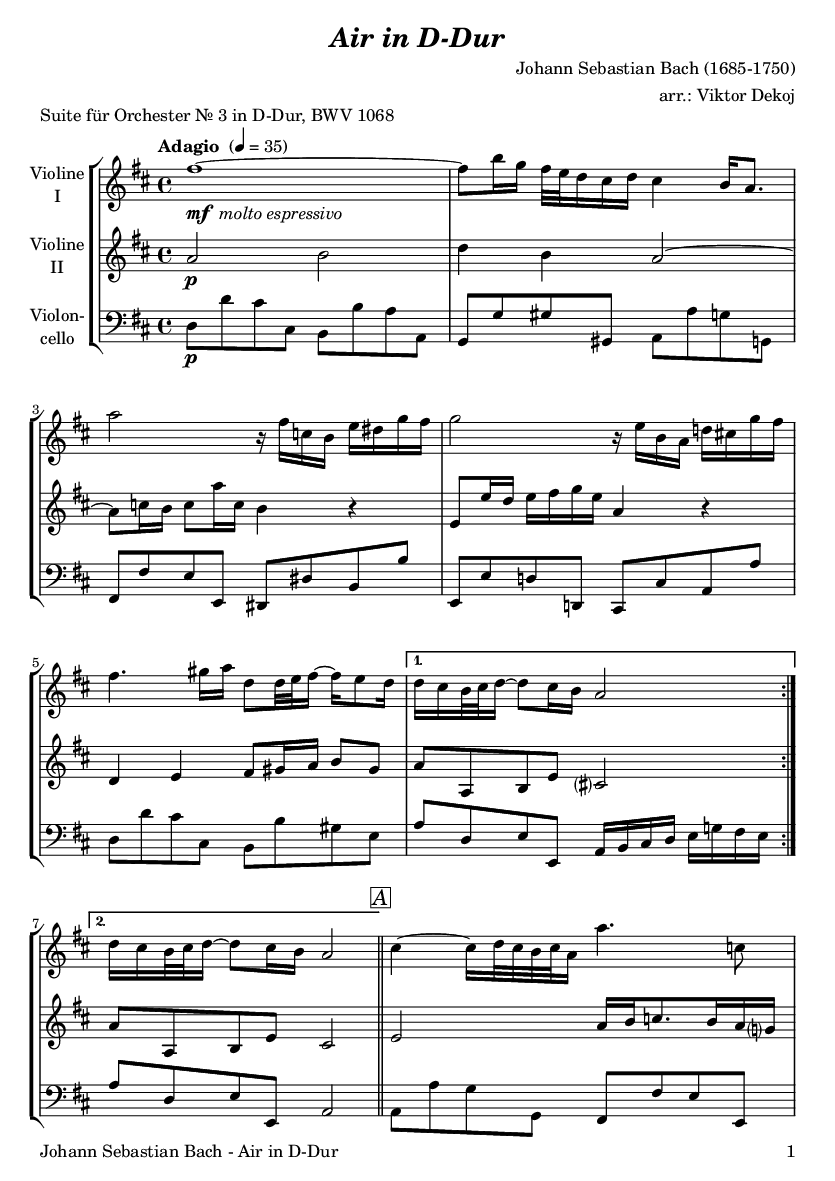 Air in D-Dur
Johann Sebastian Bach (1685-1750)
arr.: Viktor Dekoj
Suite für Orchester № 3 in D-Dur, BWV 1068
Adagio (♩ = 35)
Violine
I
mf molto espressivo
Violine
II
p
Violon-
cello
p
3
5
1.
7
2.
A
Johann Sebastian Bach - Air in D-Dur
1